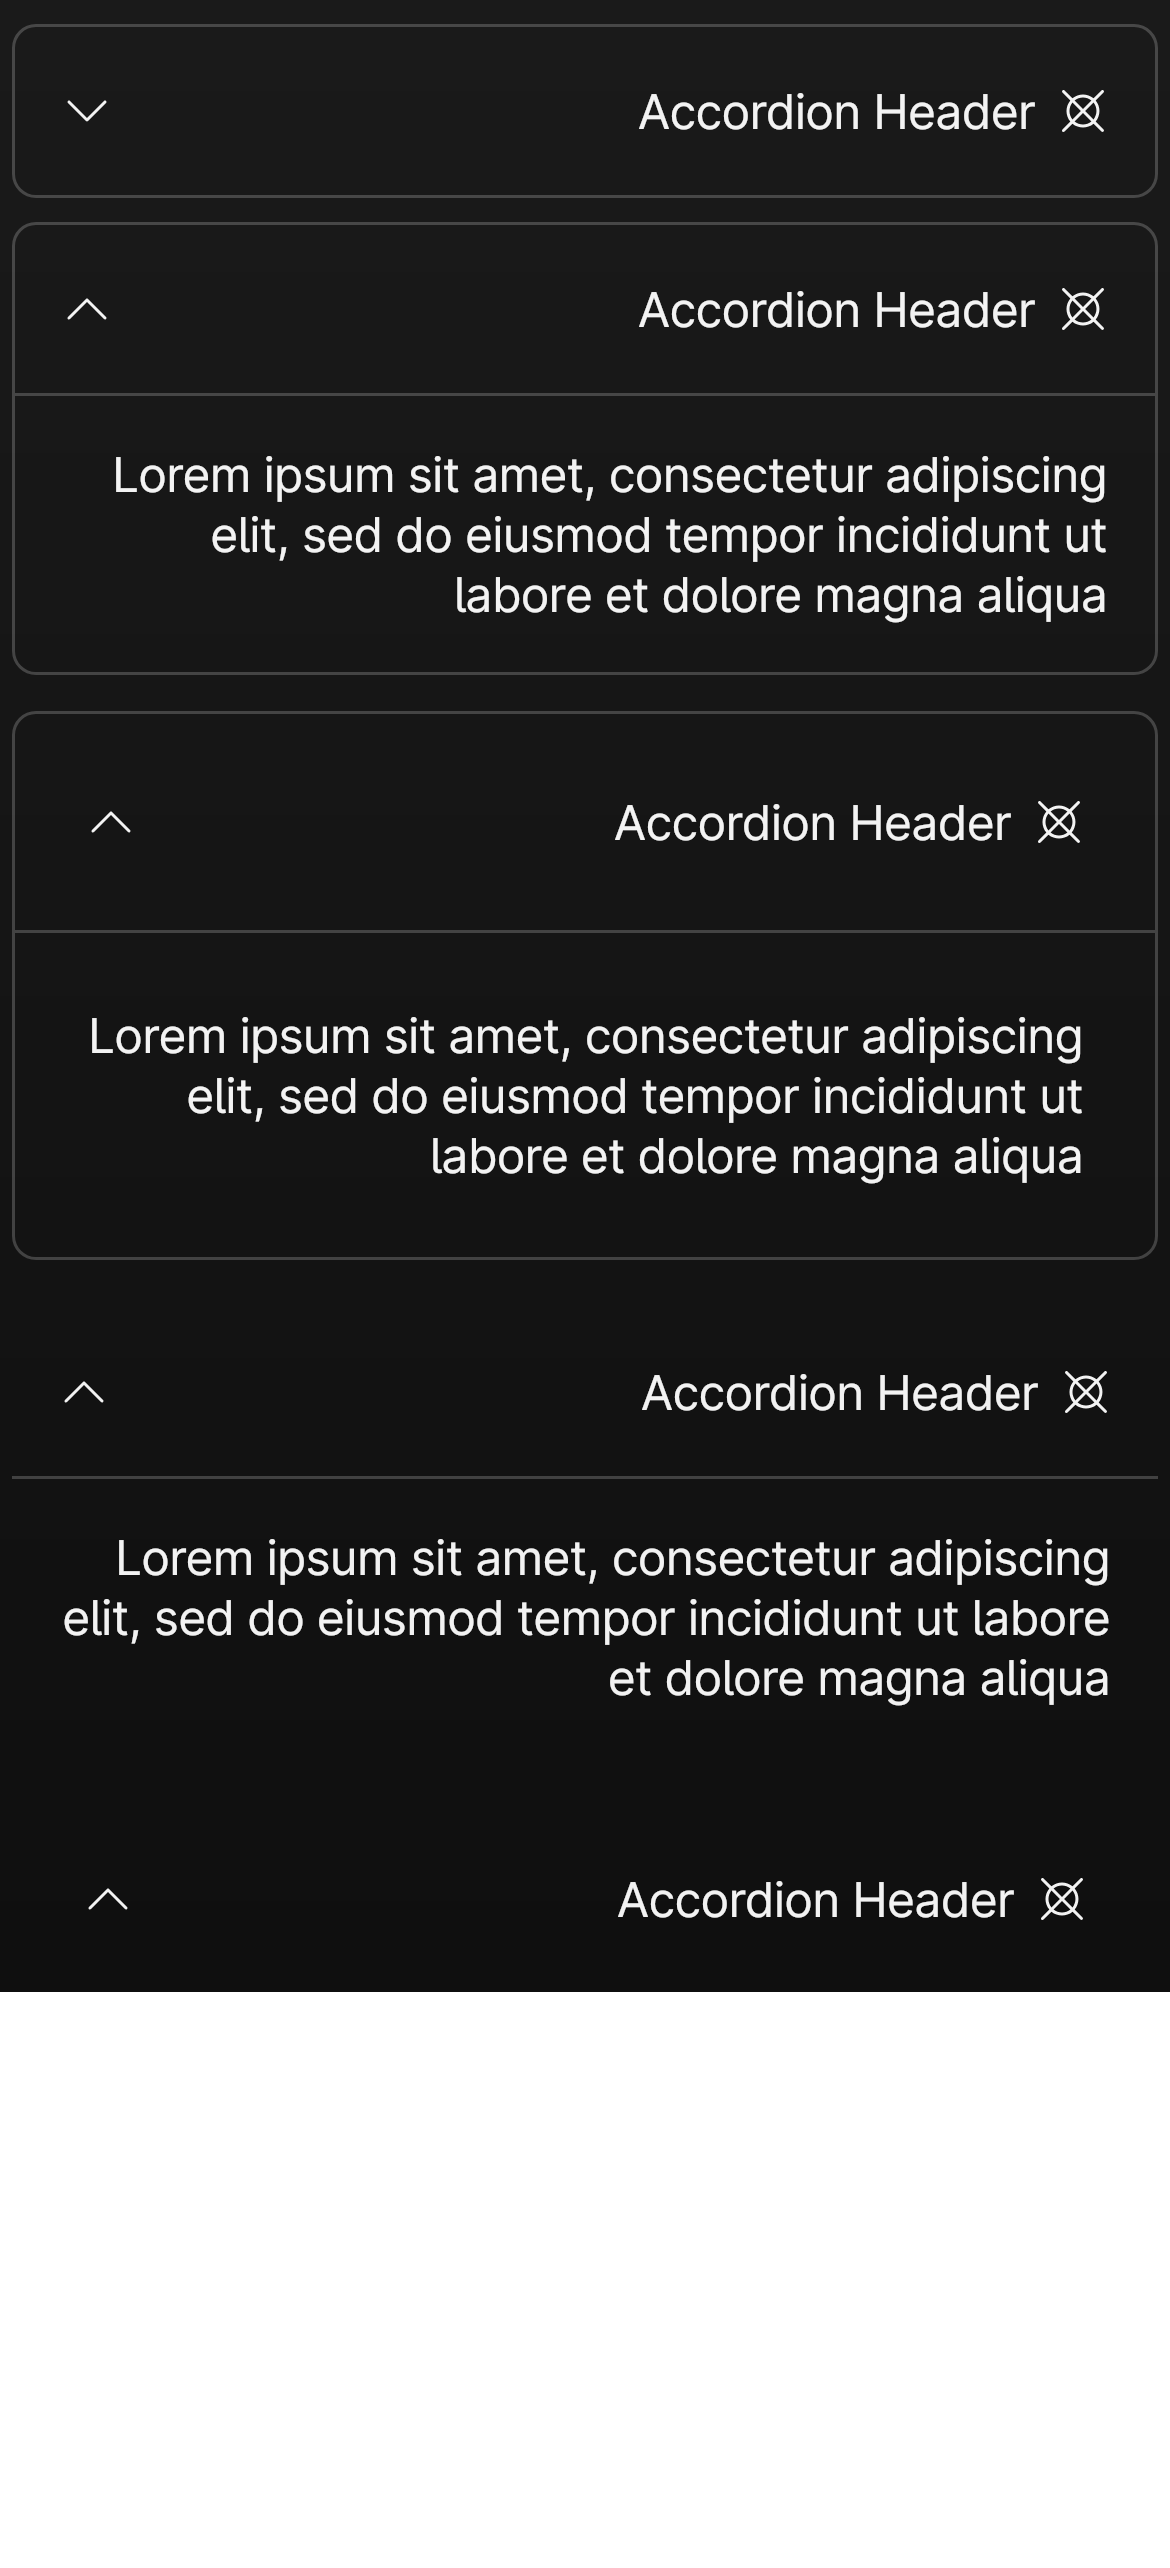 Accordion Header
Accordion Header
Lorem ipsum sit amet, consectetur adipiscing
elit, sed do eiusmod tempor incididunt ut
labore et dolore magna aliqua
Accordion Header
Lorem ipsum sit amet, consectetur adipiscing
elit, sed do eiusmod tempor incididunt ut
labore et dolore magna aliqua
Accordion Header
Lorem ipsum sit amet, consectetur adipiscing
elit, sed do eiusmod tempor incididunt ut labore
et dolore magna aliqua
Accordion Header